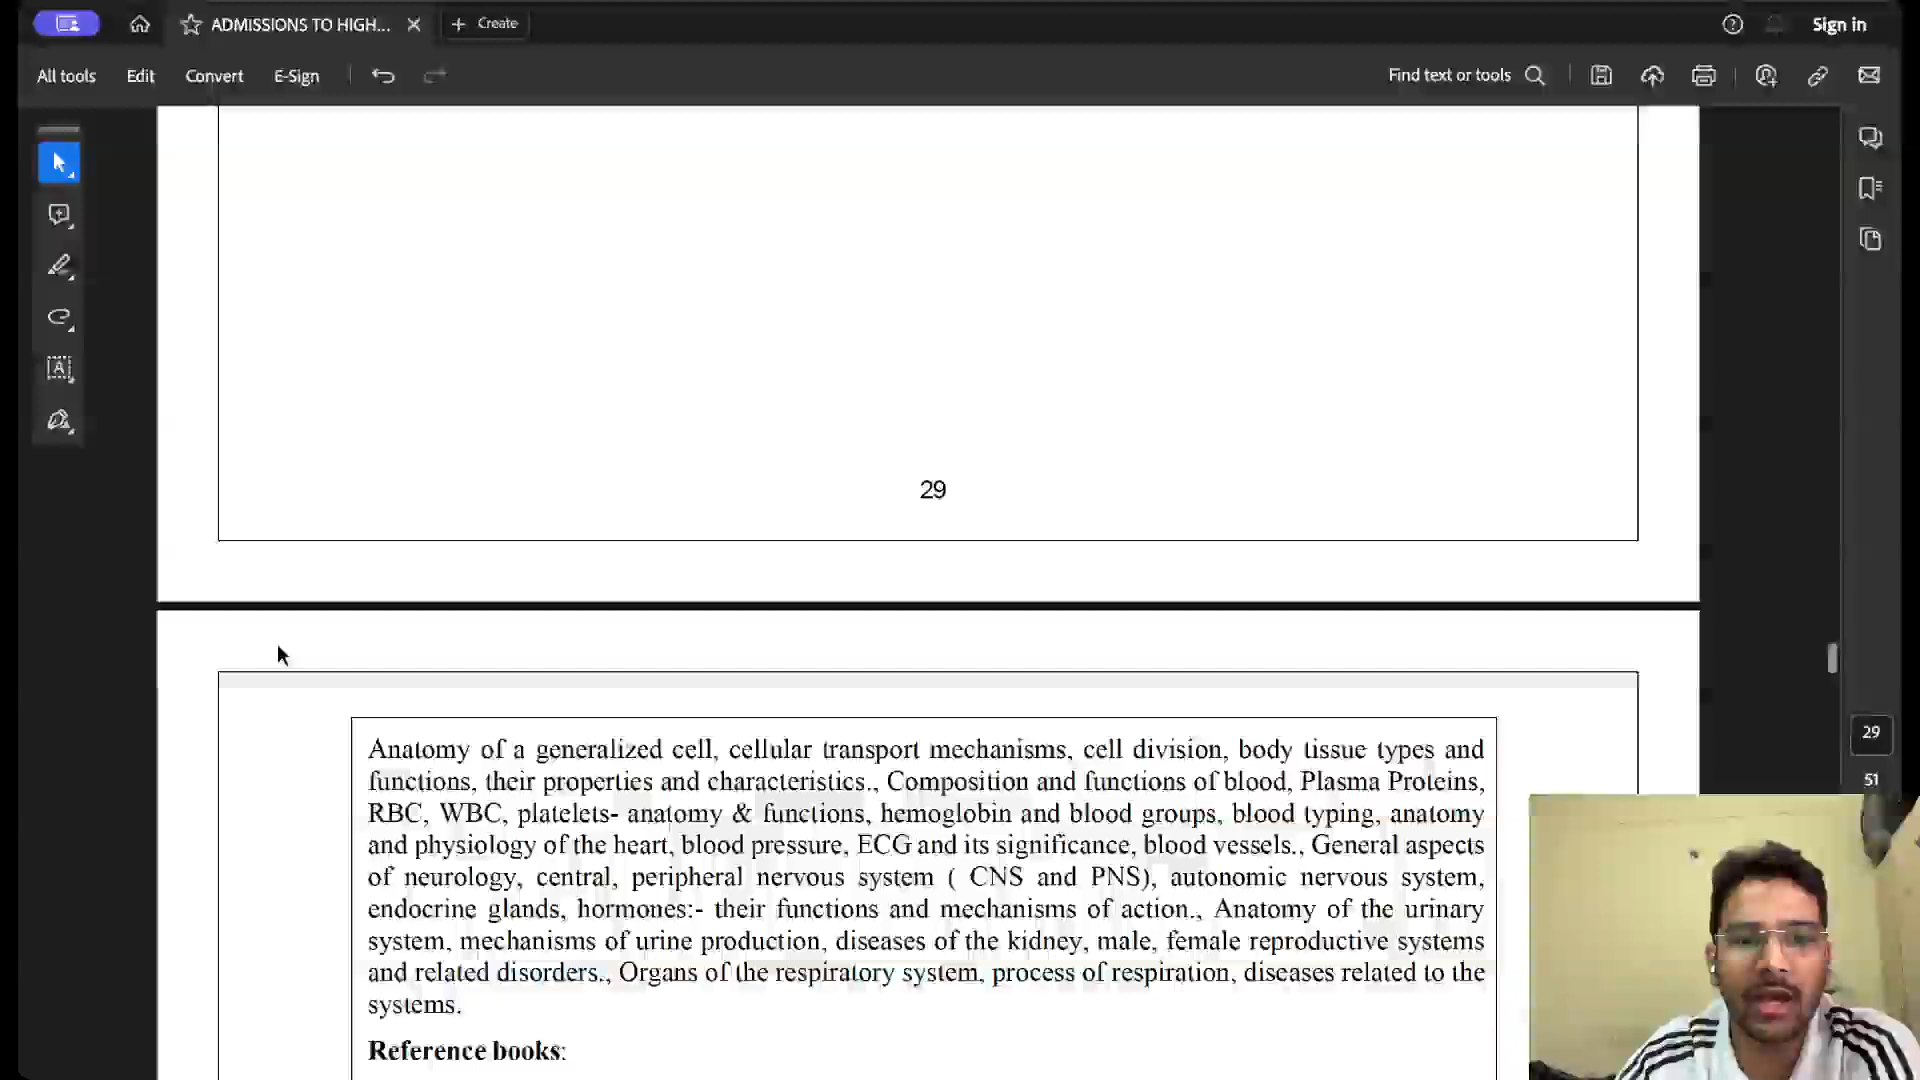 ADMISSIONS TO HIGH...
Create
Sign in
All tools
Edit
Convert
E-Sign
Find text or tools
29
Anatomy of a generalized cell, cellular transport mechanisms, cell division, body tissue types and
functions, their properties and characteristics., Composition and functions of blood, Plasma Proteins,
RBC, WBC, platelets- anatomy & functions, hemoglobin and blood groups, blood typing, anatomy
and physiology of the heart, blood pressure, ECG and its significance, blood vessels., General aspects
of neurology, central, peripheral nervous system ( CNS and PNS), autonomic nervous system,
endocrine glands, hormones:- their functions and mechanisms of action., Anatomy of the urinary
system, mechanisms of urine production, diseases of the kidney, male, female reproductive systems
and related disorders., Organs of the respiratory system, process of respiration, diseases related to the
systems.
Reference books:
29
51